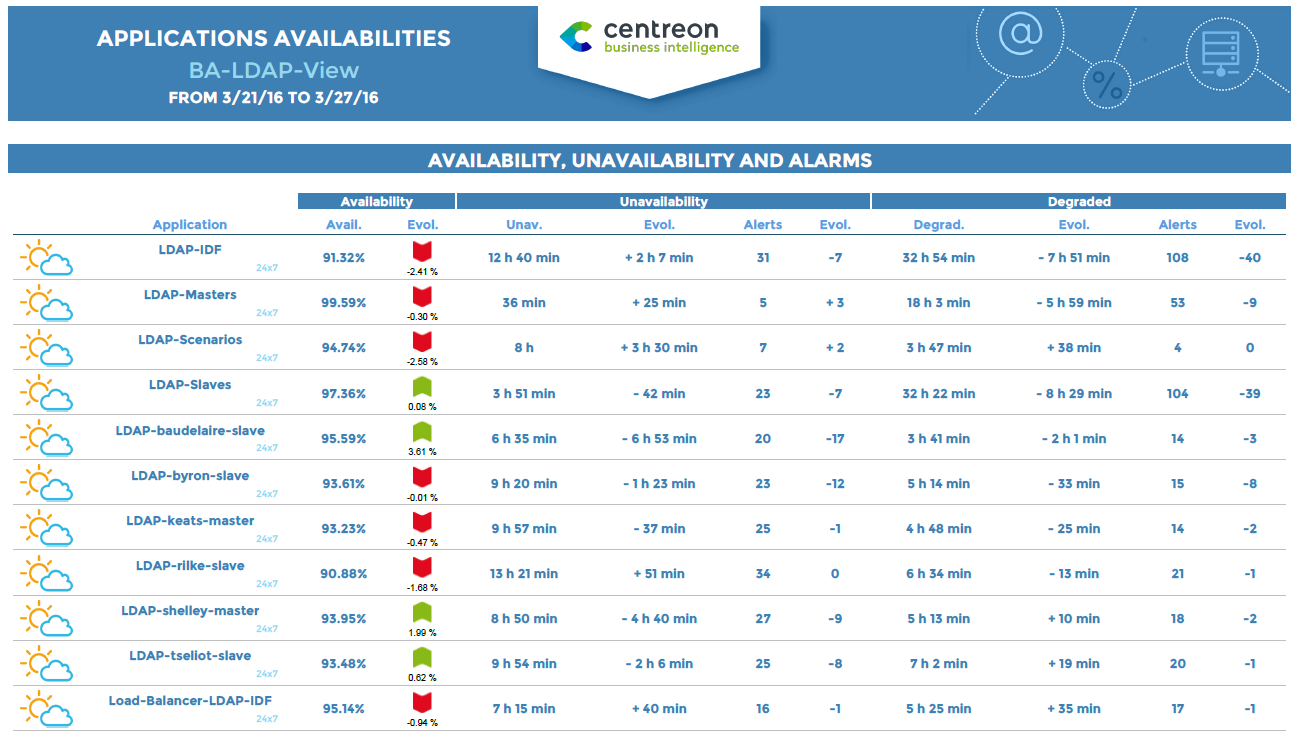 APPLICATIONS AVAILABILITIES
BA-LDAP-View
FROM 3/21/16 TO 3/27/16
centreon
business intelligence
@
%
AVAILABILITY, UNAVAILABILITY AND ALARMS
Availability Unavailability Degraded
Application Avail. Evol. Unav. Evol. Alerts Evol. Degrad. Evol. Alerts Evol.
LDAP-IDF 24x7 91.32% -2.41 % 12 h 40 min + 2 h 7 min 31 -7 32 h 54 min - 7 h 51 min 108 -40
LDAP-Masters 24x7 99.59% -0.30 % 36 min + 25 min 5 + 3 18 h 3 min - 5 h 59 min 53 -9
LDAP-Scenarios 24x7 94.74% -2.58 % 8 h + 3 h 30 min 7 + 2 3 h 47 min + 38 min 4 0
LDAP-Slaves 24x7 97.36% 0.08 % 3 h 51 min - 42 min 23 -7 32 h 22 min - 8 h 29 min 104 -39
LDAP-baudelaire-slave 24x7 95.59% 3.61 % 6 h 35 min - 6 h 53 min 20 -17 3 h 41 min - 2 h 1 min 14 -3
LDAP-byron-slave 24x7 93.61% -0.01 % 9 h 20 min - 1 h 23 min 23 -12 5 h 14 min - 33 min 15 -8
LDAP-keats-master 24x7 93.23% -0.47 % 9 h 57 min - 37 min 25 -1 4 h 48 min - 25 min 14 -2
LDAP-rilke-slave 24x7 90.88% -1.68 % 13 h 21 min + 51 min 34 0 6 h 34 min - 13 min 21 -1
LDAP-shelley-master 24x7 93.95% 1.99 % 8 h 50 min - 4 h 40 min 27 -9 5 h 13 min + 10 min 18 -2
LDAP-tseliot-slave 24x7 93.48% 0.62 % 9 h 54 min - 2 h 6 min 25 -8 7 h 2 min + 19 min 20 -1
Load-Balancer-LDAP-IDF 24x7 95.14% -0.94 % 7 h 15 min + 40 min 16 -1 5 h 25 min + 35 min 17 -1